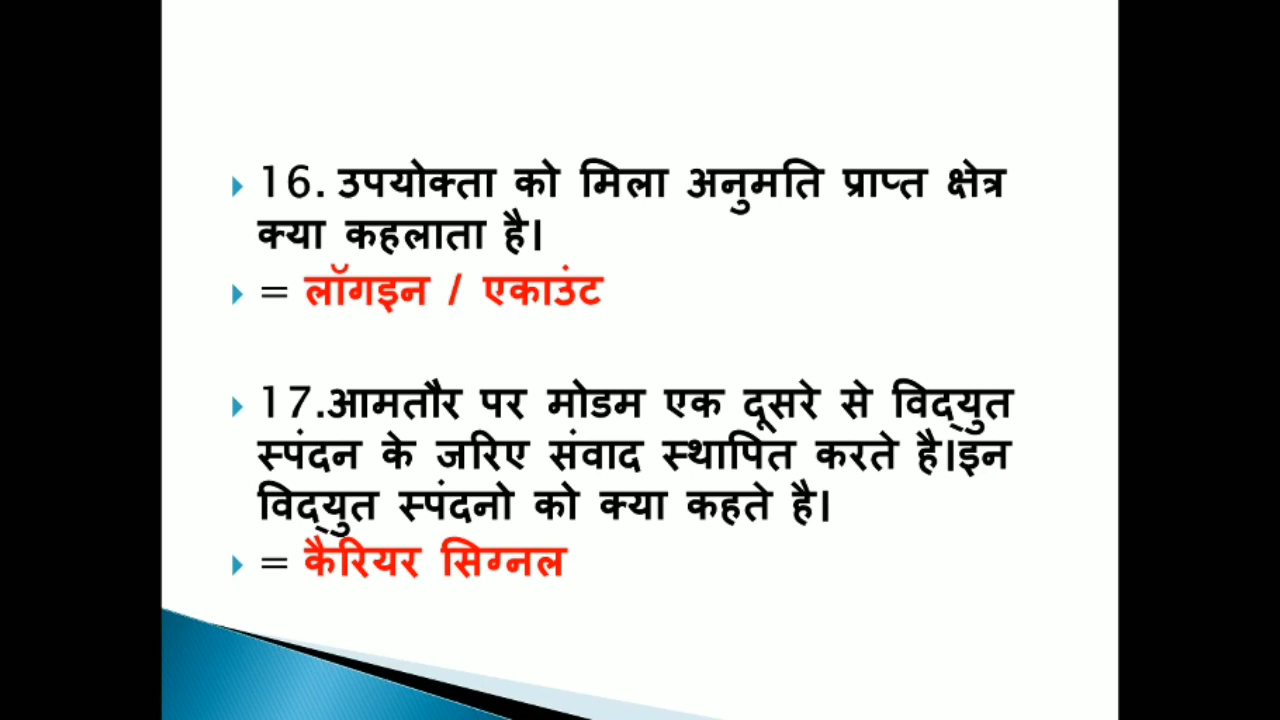 16. उपयोक्ता को मिला अनुमति प्राप्त क्षेत्र
क्या कहलाता है।
= लॉगइन / एकाउंट
17.आमतौर पर मोडम एक दूसरे से विद्युत
स्पंदन के जरिए संवाद स्थापित करते है।इन
विद्युत स्पंदनो को क्या कहते है।
= कैरियर सिग्नल